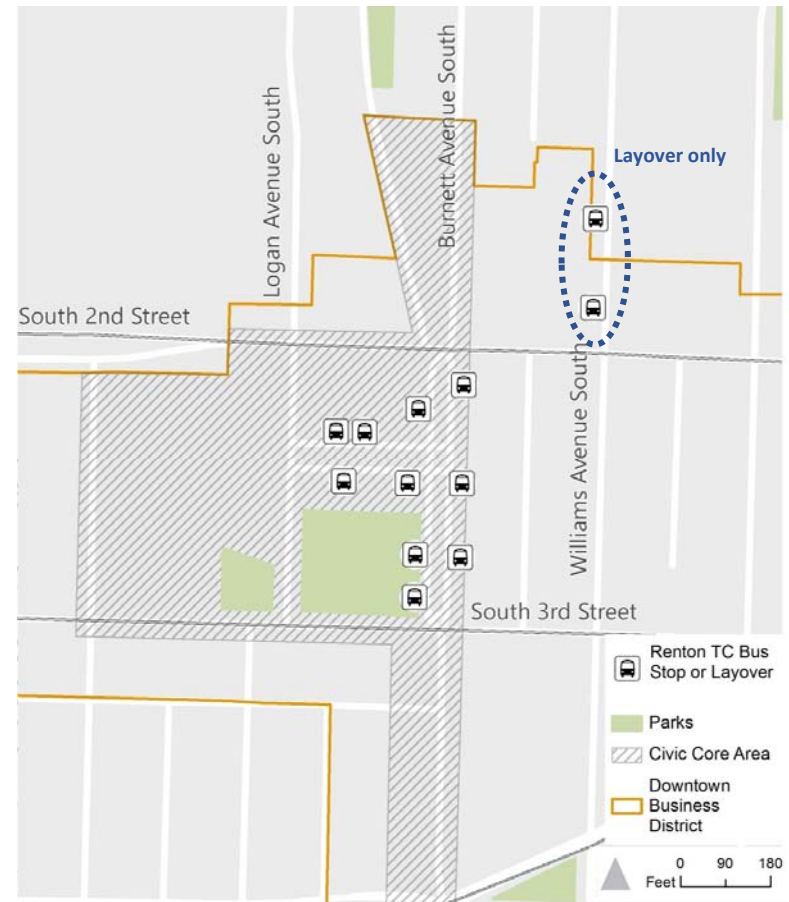 Logan Avenue South
Burnett Avenue South
Layover only
South 2nd Street
Williams Avenue South
South 3rd Street
Renton TC Bus
Stop or Layover
Parks
Civic Core Area
Downtown
Business
District
0 90 180
Feet